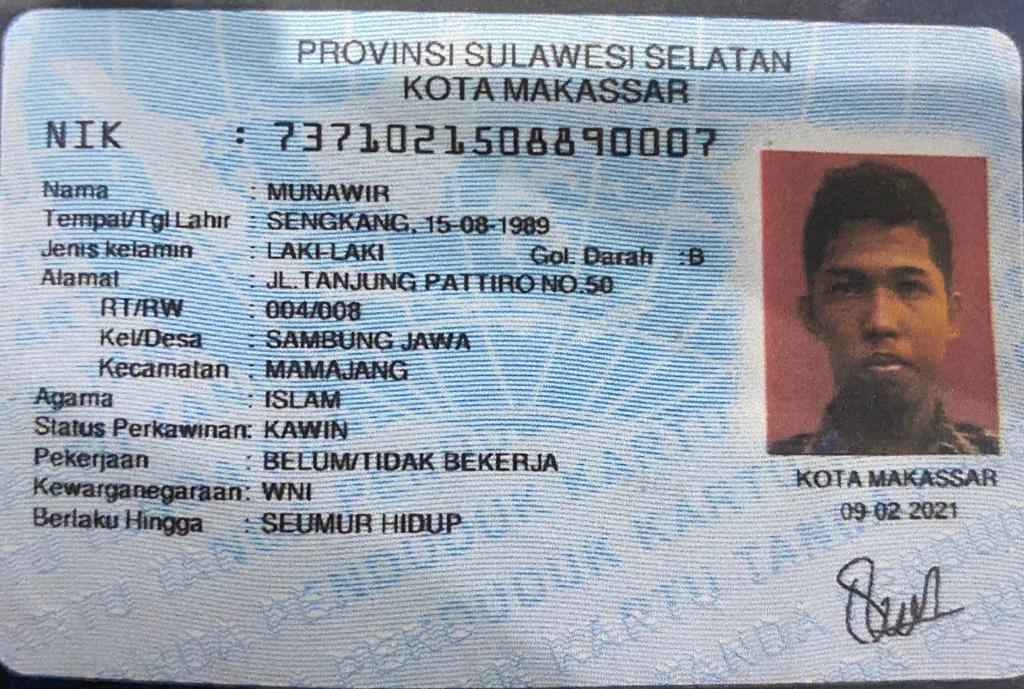 PROVINSI SULAWESI SELATAN
KOTA MAKASSAR
NIK : 7371021508890007
Nama : MUNAWIR
Tempat/Tgl Lahir : SENGKANG, 15-08-1989
Jenis kelamin : LAKI-LAKI Gol. Darah :B
Alamat : JL.TANJUNG PATTIRO NO.50
RT/RW : 004/008
Kel/Desa : SAMBUNG JAWA
Kecamatan : MAMAJANG
Agama : ISLAM
Status Perkawinan: KAWIN
Pekerjaan : BELUM/TIDAK BEKERJA
Kewarganegaraan: WNI
Berlaku Hingga : SEUMUR HIDUP
KOTA MAKASSAR
09-02-2021